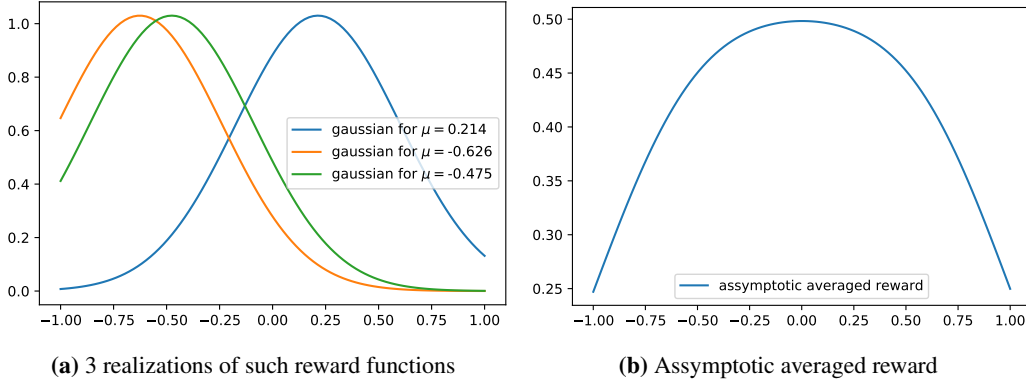 1.0
0.8
0.6
0.4
0.2
0.0
gaussian for μ = 0.214
gaussian for μ = -0.626
gaussian for μ = -0.475
−1.00 −0.75 −0.50 −0.25 0.00 0.25 0.50 0.75 1.00
(a) 3 realizations of such reward functions
0.50
0.45
0.40
0.35
0.30
0.25
assymptotic averaged reward
−1.00 −0.75 −0.50 −0.25 0.00 0.25 0.50 0.75 1.00
(b) Assymptotic averaged reward